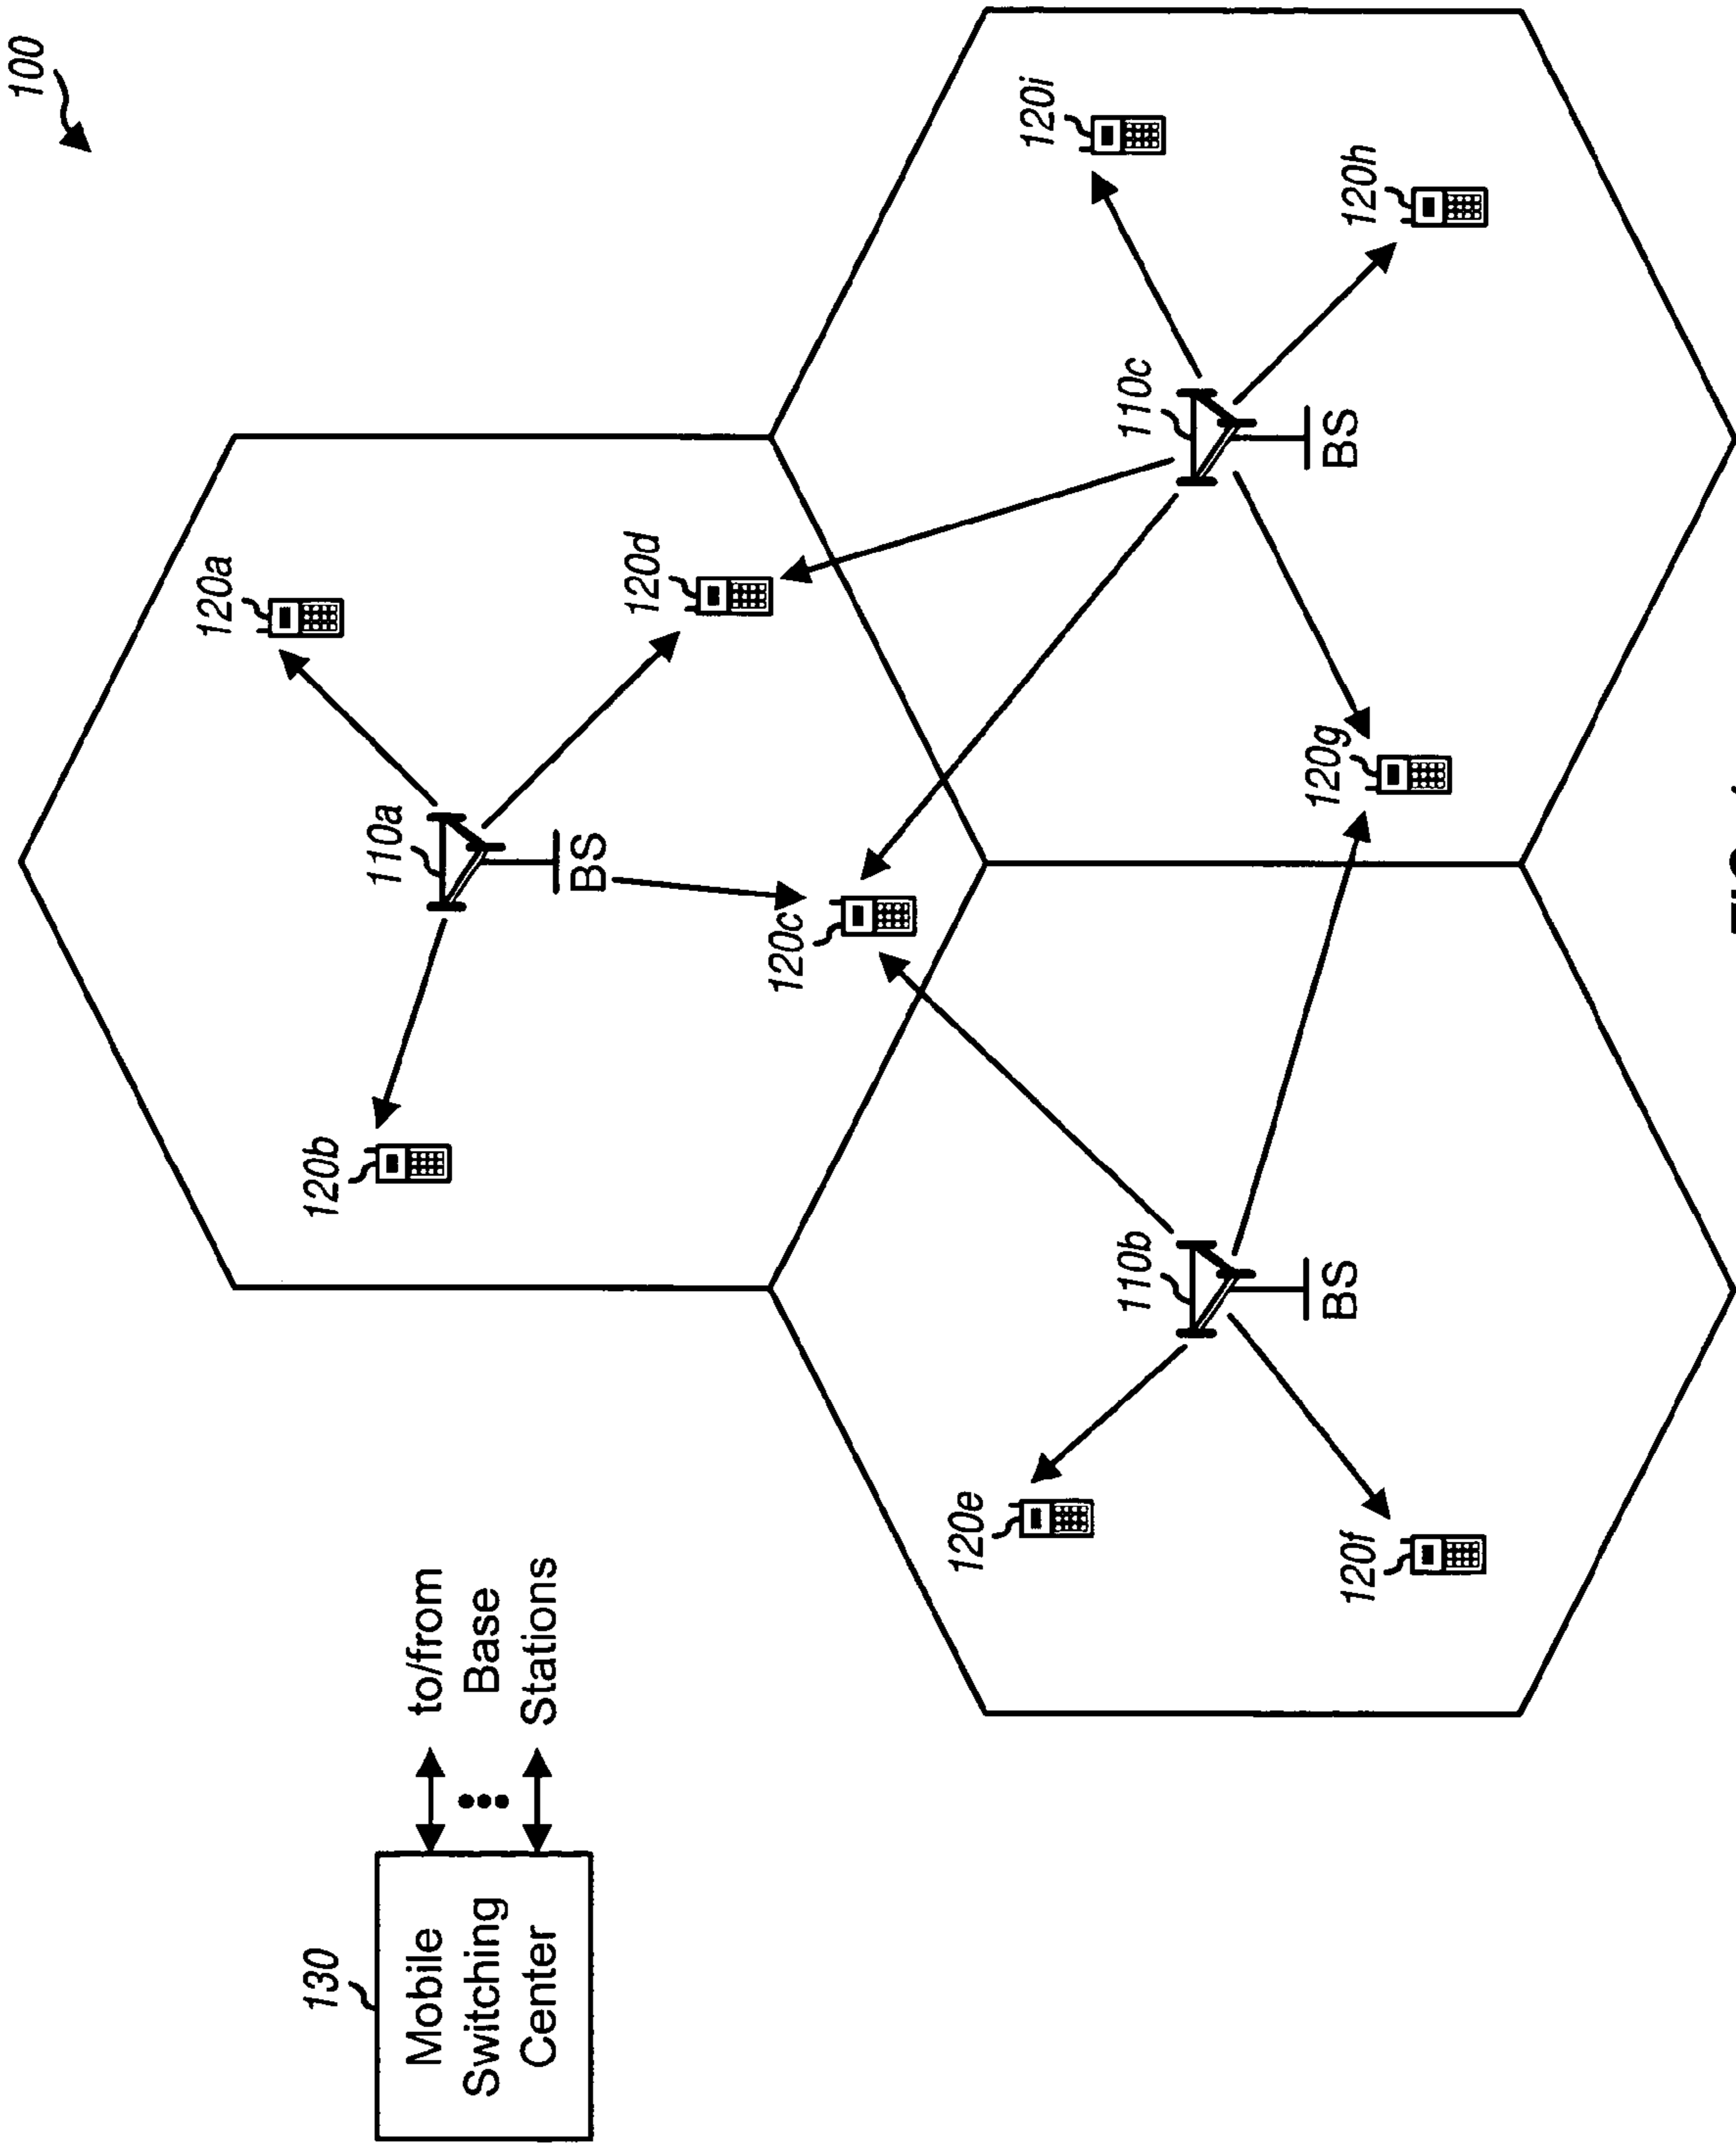 100
120a
120b
110a
BS
120d
120c
130
Mobile
Switching
Center
to/from
Base
Stations
120e
110b
BS
120f
120g
110c
BS
120i
120h